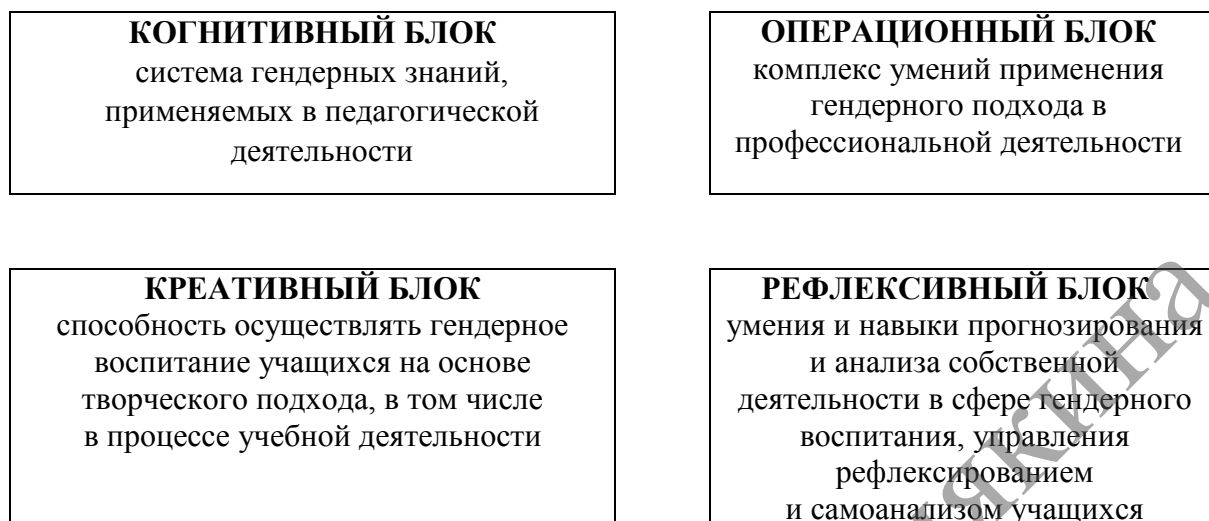 КОГНИТИВНЫЙ БЛОК
система гендерных знаний,
применяемых в педагогической
деятельности
ОПЕРАЦИОННЫЙ БЛОК
комплекс умений применения
гендерного подхода в
профессиональной деятельности
КРЕАТИВНЫЙ БЛОК
способность осуществлять гендерное
воспитание учащихся на основе
творческого подхода, в том числе
в процессе учебной деятельности
РЕФЛЕКСИВНЫЙ БЛОК
умения и навыки прогнозирования
и анализа собственной
деятельности в сфере гендерного
воспитания, управления
рефлексированием
и самоанализом учащихся